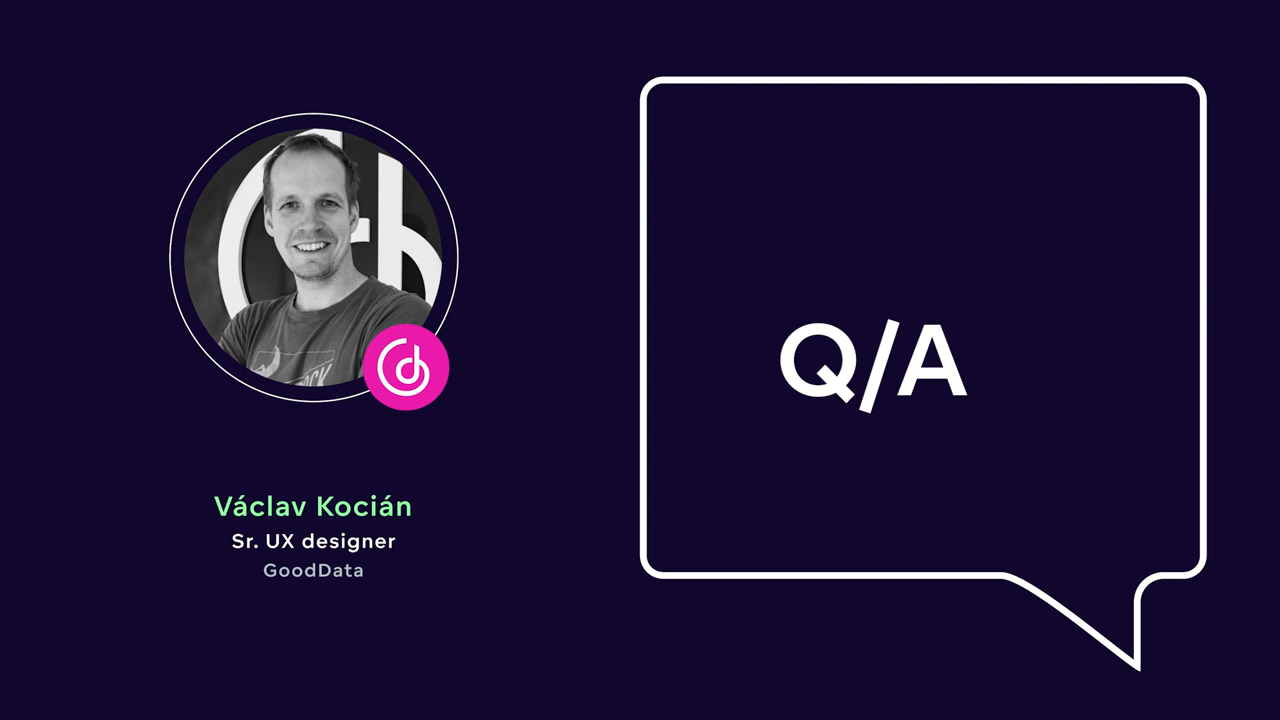 Václav Kocián
Sr. UX designer
GoodData
Q/A